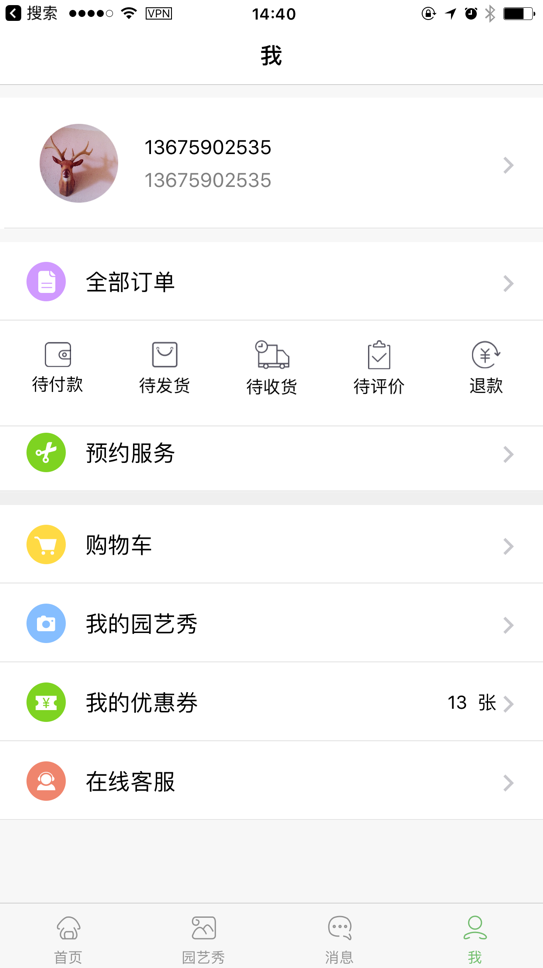 搜索 VPN 14:40
我
13675902535
13675902535
全部订单
待付款 待发货 待收货 待评价 退款
预约服务
购物车
我的园艺秀
我的优惠券 13 张
在线客服
首页 园艺秀 消息 我